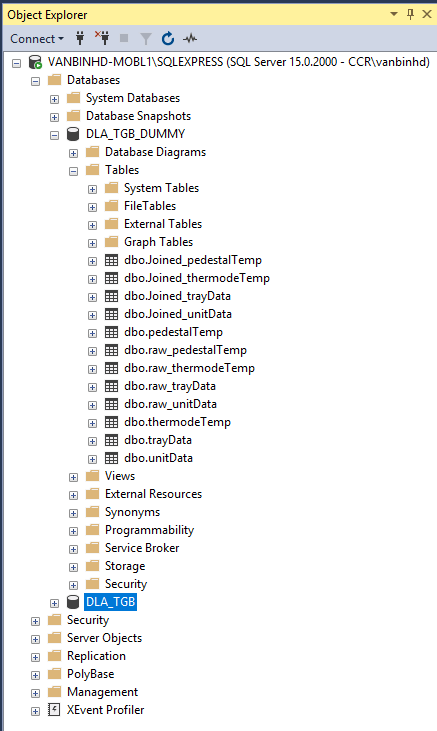 Object Explorer
Connect
VANBINHD-MOBL1\SQLEXPRESS (SQL Server 15.0.2000 - CCR\vanbinhd)
Databases
System Databases
Database Snapshots
DLA_TGB_DUMMY
Database Diagrams
Tables
System Tables
FileTables
External Tables
Graph Tables
dbo.Joined_pedestalTemp
dbo.Joined_thermodeTemp
dbo.Joined_trayData
dbo.Joined_unitData
dbo.pedestalTemp
dbo.raw_pedestalTemp
dbo.raw_thermodeTemp
dbo.raw_trayData
dbo.raw_unitData
dbo.thermodeTemp
dbo.trayData
dbo.unitData
Views
External Resources
Synonyms
Programmability
Service Broker
Storage
Security
DLA_TGB
Security
Server Objects
Replication
PolyBase
Management
XEvent Profiler